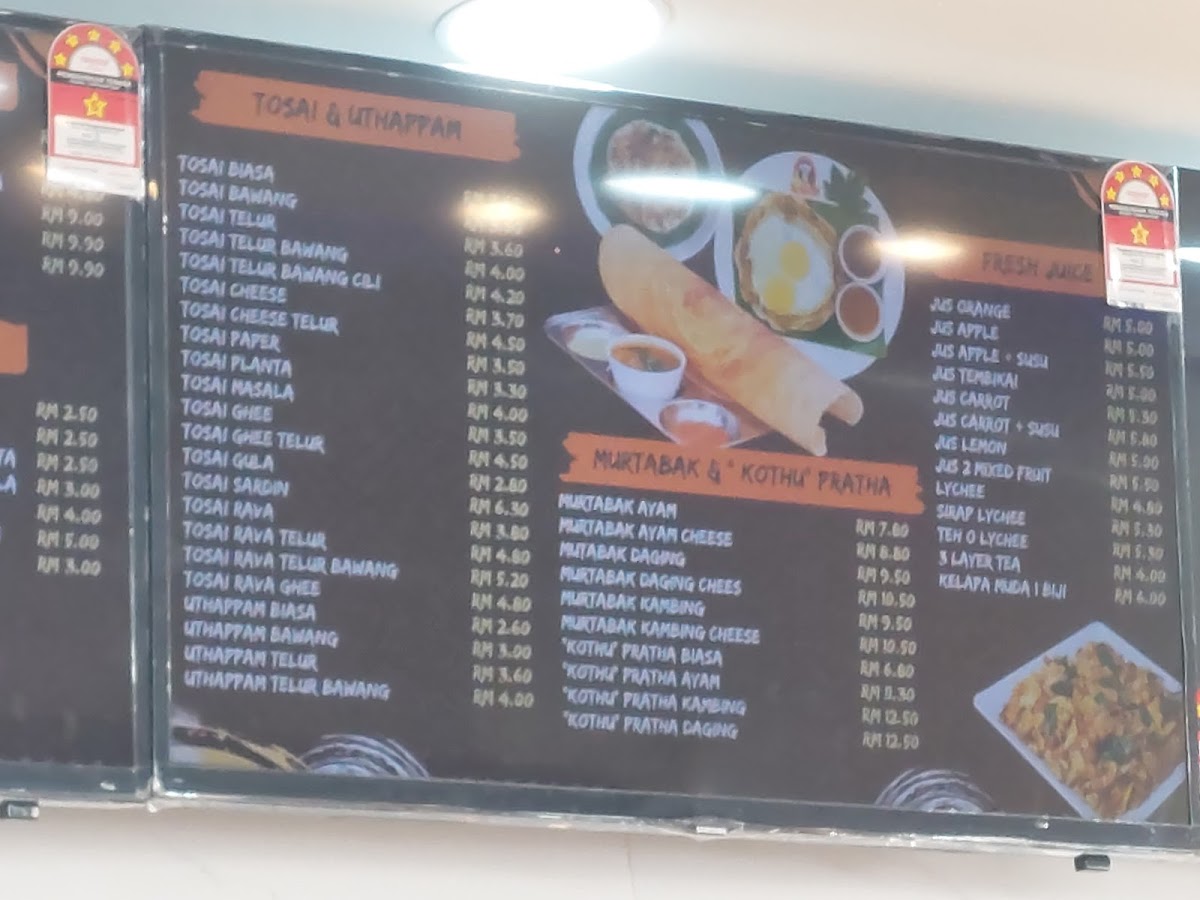 RM 9.00
RM 9.90
RM 9.90
RM 2.50
RM 2.50
RM 2.50
RM 3.00
RM 4.00
RM 5.00
RM 3.00
TOSAI & UTHAPPAM
TOSAI BIASA
TOSAI BAWANG
TOSAI TELUR RM 3.60
TOSAI TELUR BAWANG RM 4.00
TOSAI TELUR BAWANG CILI RM 4.20
TOSAI CHEESE RM 3.70
TOSAI CHEESE TELUR RM 4.50
TOSAI PAPER RM 3.50
TOSAI PLANTA RM 3.30
TOSAI MASALA RM 4.00
TOSAI GHEE RM 3.50
TOSAI GHEE TELUR RM 4.50
TOSAI GULA RM 2.80
TOSAI SARDIN RM 6.30
TOSAI RAVA RM 3.80
TOSAI RAVA TELUR RM 4.80
TOSAI RAVA TELUR BAWANG RM 5.20
TOSAI RAVA GHEE RM 4.80
UTHAPPAM BIASA RM 2.60
UTHAPPAM BAWANG RM 3.00
UTHAPPAM TELUR RM 3.60
UTHAPPAM TELUR BAWANG RM 4.00
MURTABAK & "KOTHU" PRATHA
MURTABAK AYAM RM 7.80
MURTABAK AYAM CHEESE RM 8.80
MUTABAK DAGING RM 9.50
MURTABAK DAGING CHEES RM 10.50
MURTABAK KAMBING RM 9.50
MURTABAK KAMBING CHEESE RM 10.50
"KOTHU" PRATHA BIASA RM 6.80
"KOTHU" PRATHA AYAM RM 11.30
"KOTHU" PRATHA KAMBING RM 12.50
"KOTHU" PRATHA DAGING RM 12.50
FRESH JUICE
JUS ORANGE RM 5.00
JUS APPLE RM 5.00
JUS APPLE + SUSU RM 5.50
JUS TEMBIKAI RM 5.00
JUS CARROT RM 5.30
JUS CARROT + SUSU RM 5.80
JUS LEMON RM 5.00
JUS 2 MIXED FRUIT RM 5.50
LYCHEE RM 4.80
SIRAP LYCHEE RM 5.30
TEH O LYCHEE RM 5.30
3 LAYER TEA RM 4.00
KELAPA MUDA 1 BIJI RM 6.00